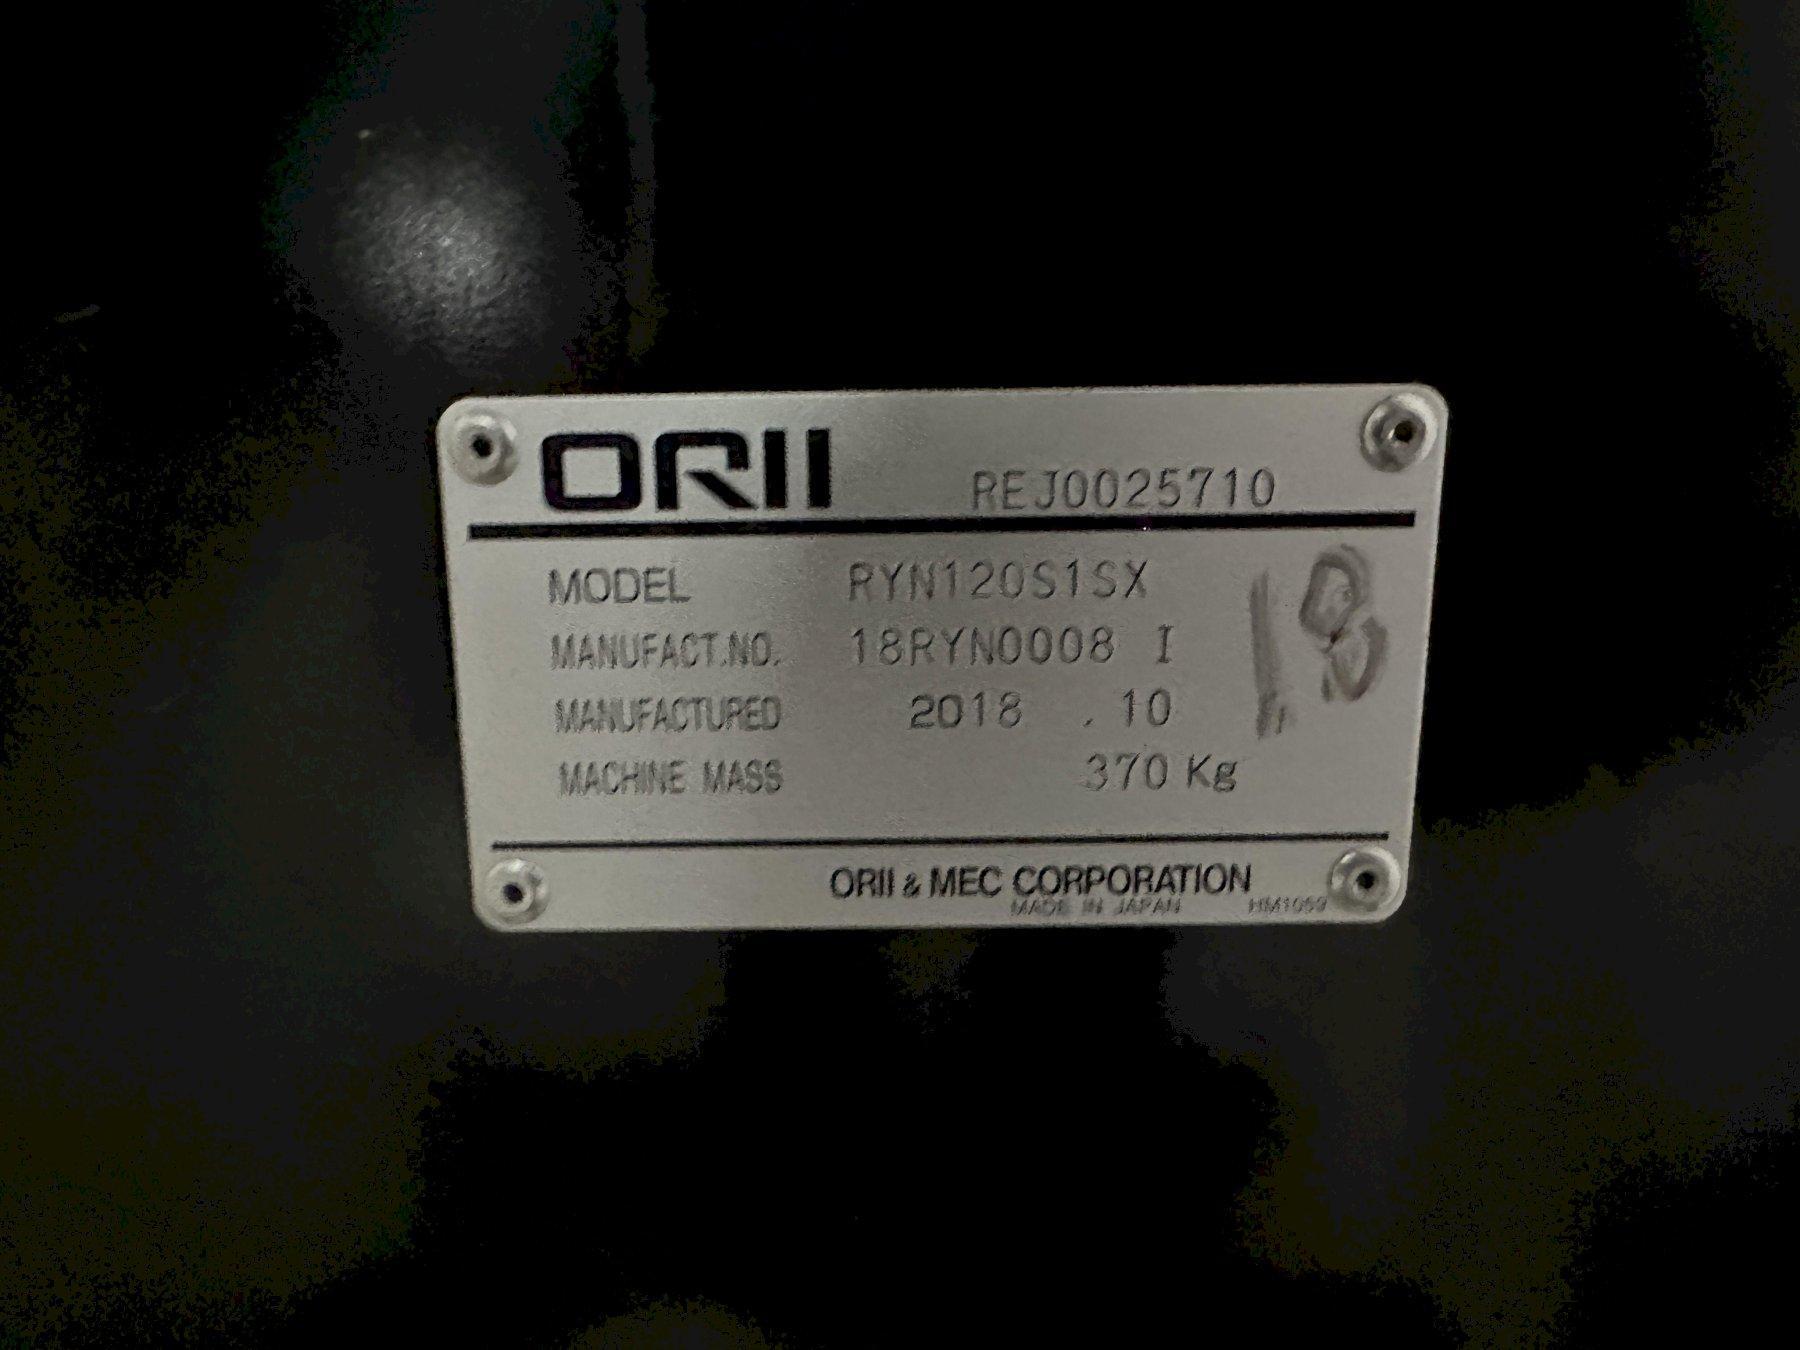 ORII REJ0025710
MODEL RYN120S1SX 18
MANUFACT.NO. 18RYN0008 I
MANUFACTURED 2018 .10
MACHINE MASS 370 Kg
ORII & MEC CORPORATION
MADE IN JAPAN HM1059